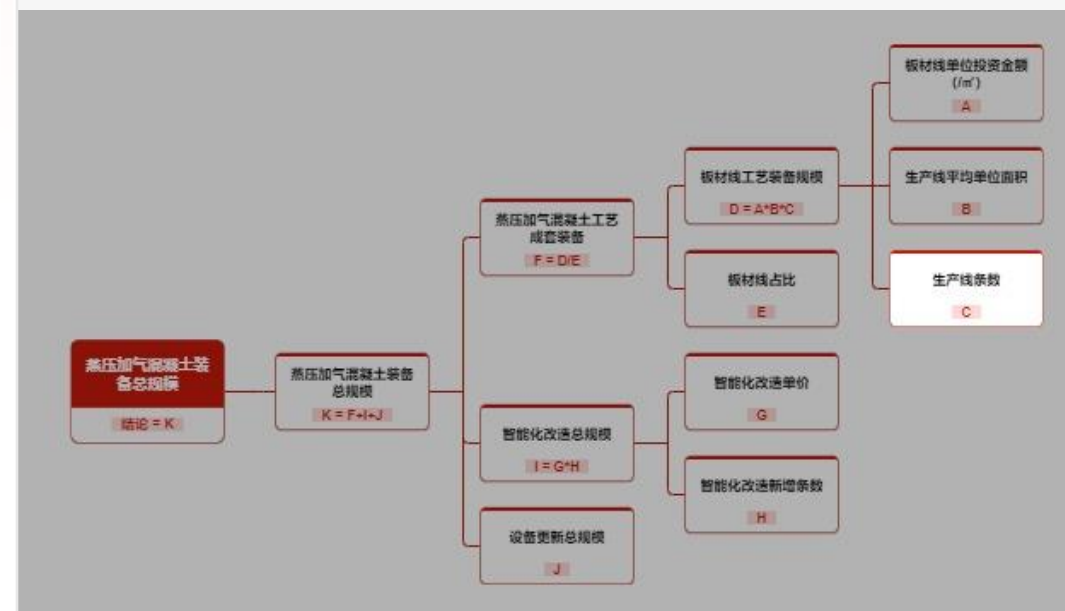 板材线单位投资金额
(/㎡)
A
板材线工艺装备规模
D = A*B*C
生产线平均单位面积
B
蒸压加气混凝土工艺
成套装备
F = D/E
板材线占比
E
生产线条数
C
蒸压加气混凝土装
备总规模
结论 = K
蒸压加气混凝土装备
总规模
K = F+I+J
智能化改造单价
G
智能化改造总规模
I = G*H
智能化改造新增条数
H
设备更新总规模
J